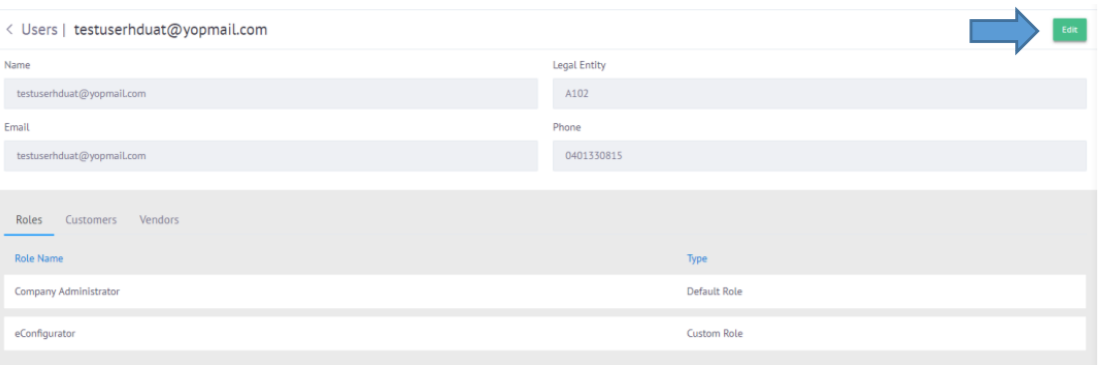 < Users | testuserhduat@yopmail.com Edit
Name Legal Entity
testuserhduat@yopmail.com A102
Email Phone
testuserhduat@yopmail.com 0401330815
Roles Customers Vendors
Role Name Type
Company Administrator Default Role
eConfigurator Custom Role